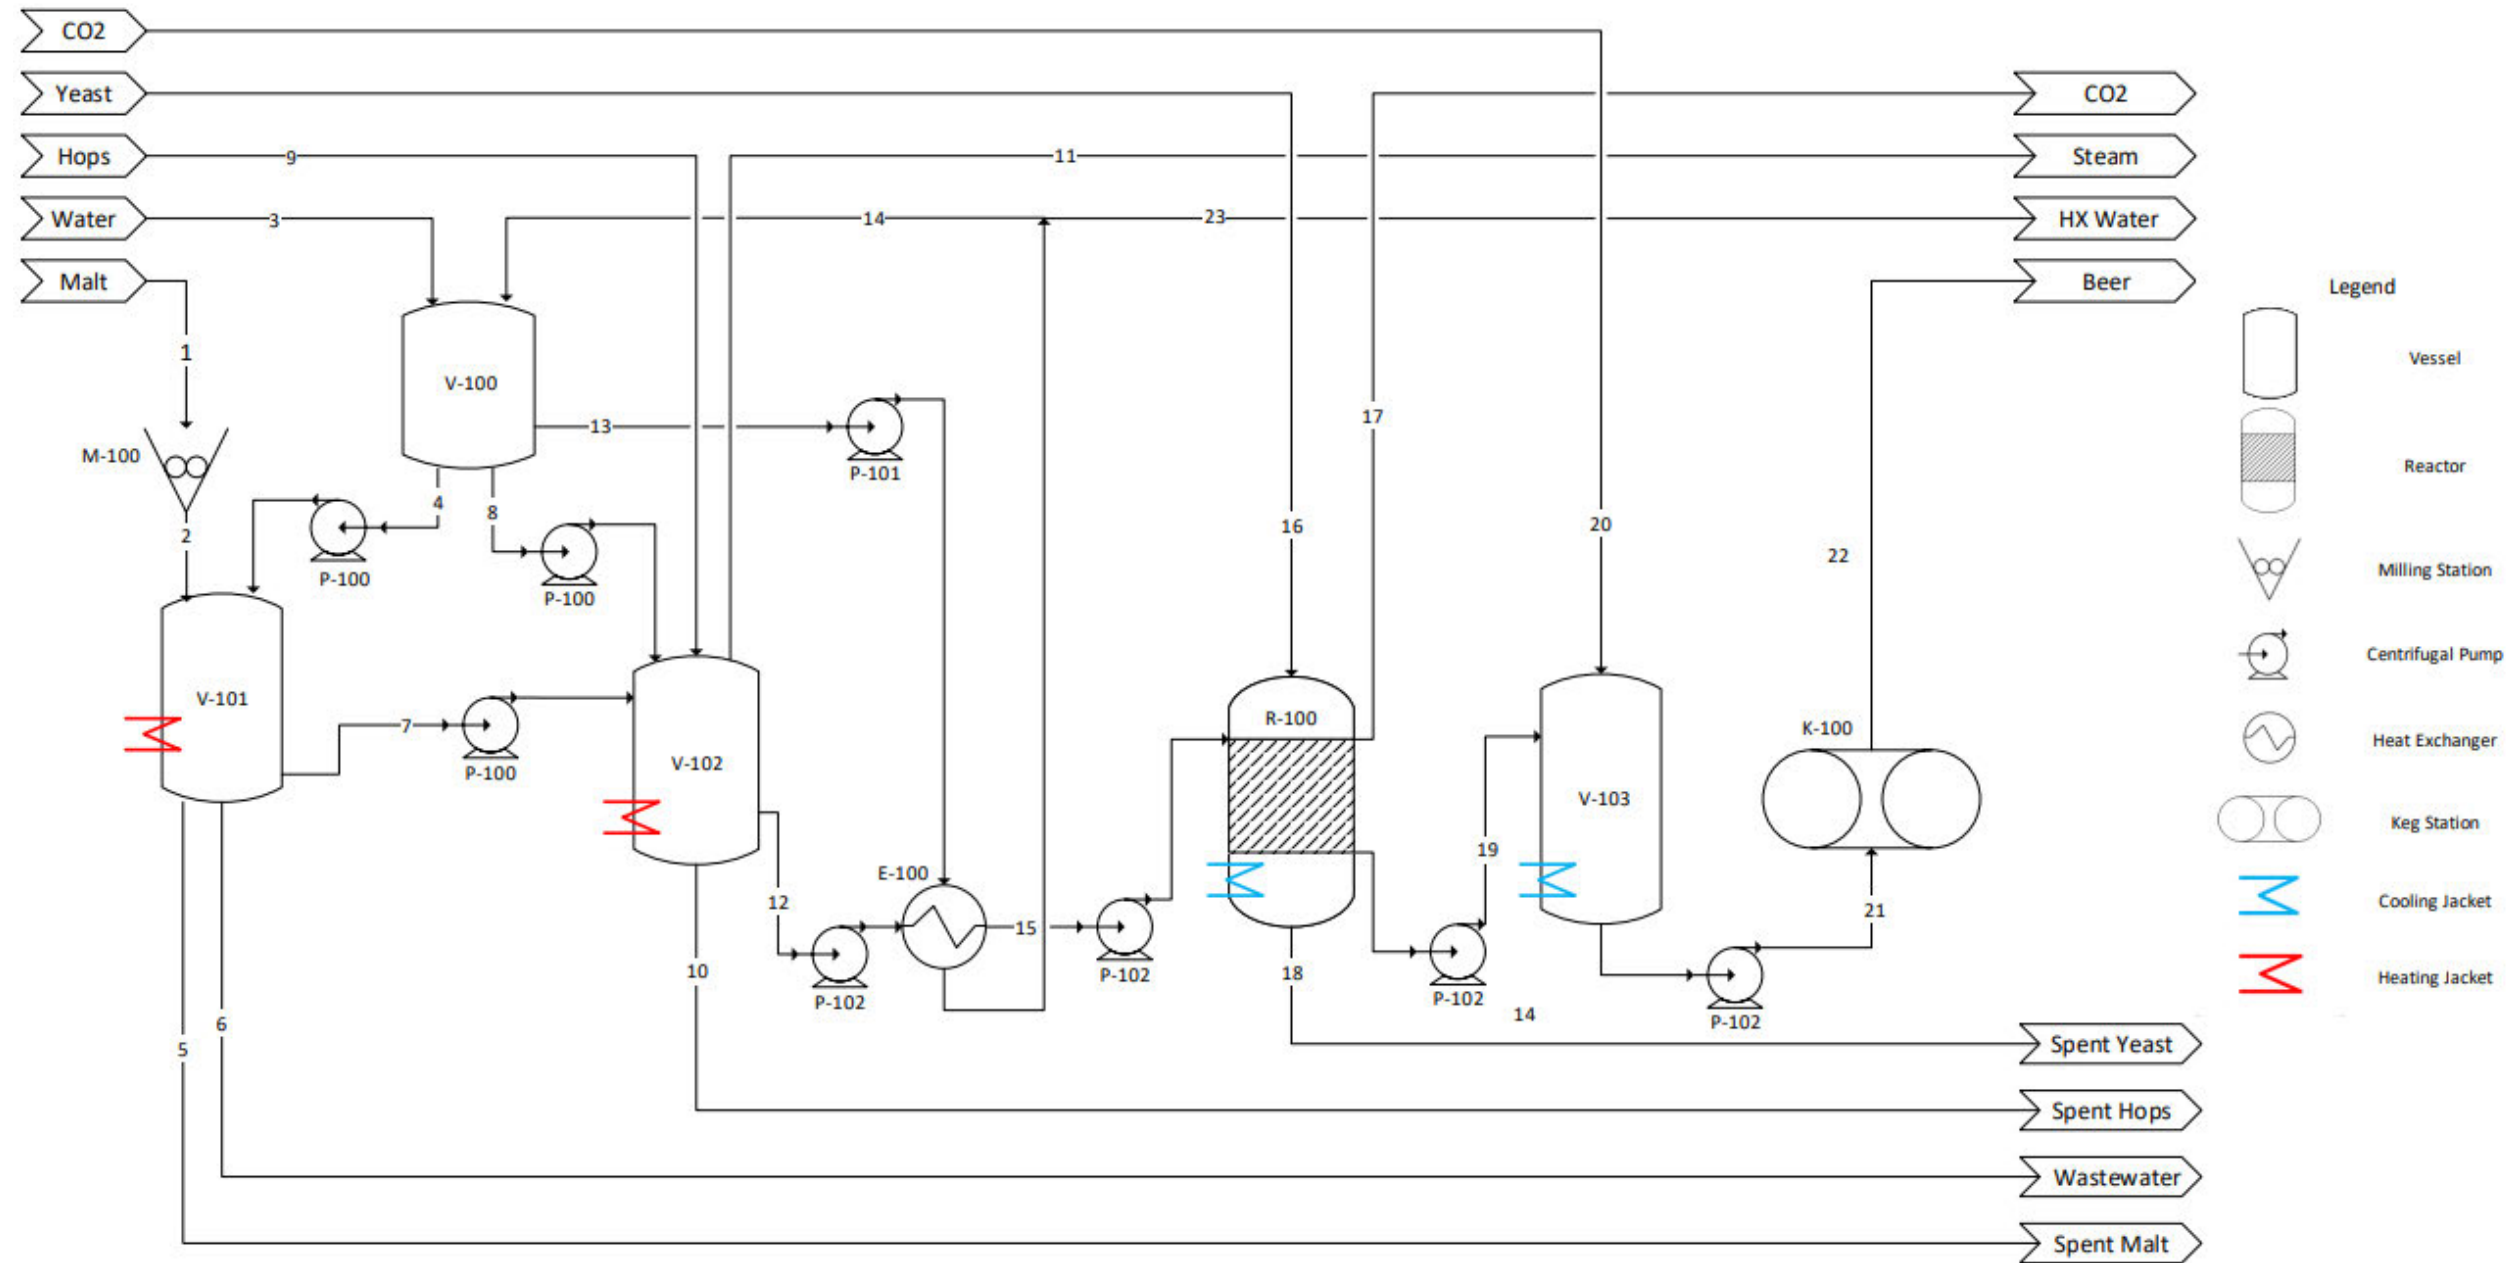 CO2
Yeast
CO2
Hops
9
11
Steam
Water
3
14
23
HX Water
Malt
Beer
Legend
1
Vessel
V-100
17
13
M-100
P-101
Reactor
4
8
16
20
2
22
Milling Station
P-100
P-100
Centrifugal Pump
V-101
7
R-100
K-100
Heat Exchanger
P-100
V-102
V-103
Keg Station
19
E-100
12
15
21
Cooling Jacket
10
P-102
P-102
18
P-102
Heating Jacket
14
P-102
6
5
Spent Yeast
Spent Hops
Wastewater
Spent Malt